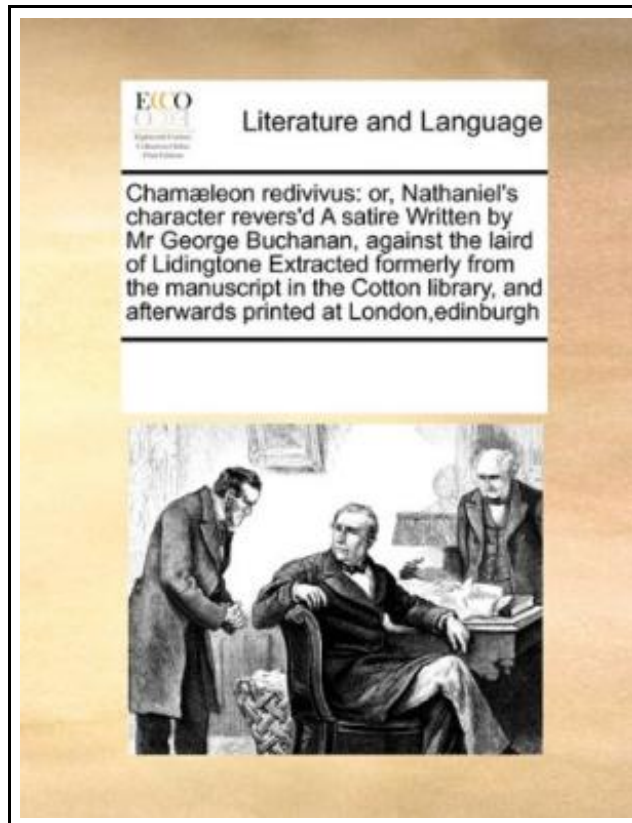 ECCO
Literature and Language
Chamæleon redivivus: or, Nathaniel's
character revers'd A satire Written by
Mr George Buchanan, against the laird
of Lidingtone Extracted formerly from
the manuscript in the Cotton library, and
afterwards printed at London,edinburgh